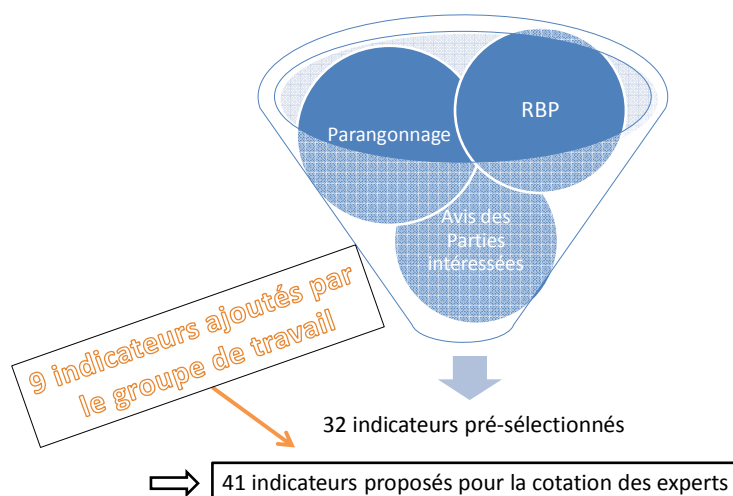 RBP
Parangonnage
Avis des
Parties
intéressées
9 indicateurs ajoutés par
le groupe de travail
32 indicateurs pré-sélectionnés
41 indicateurs proposés pour la cotation des experts